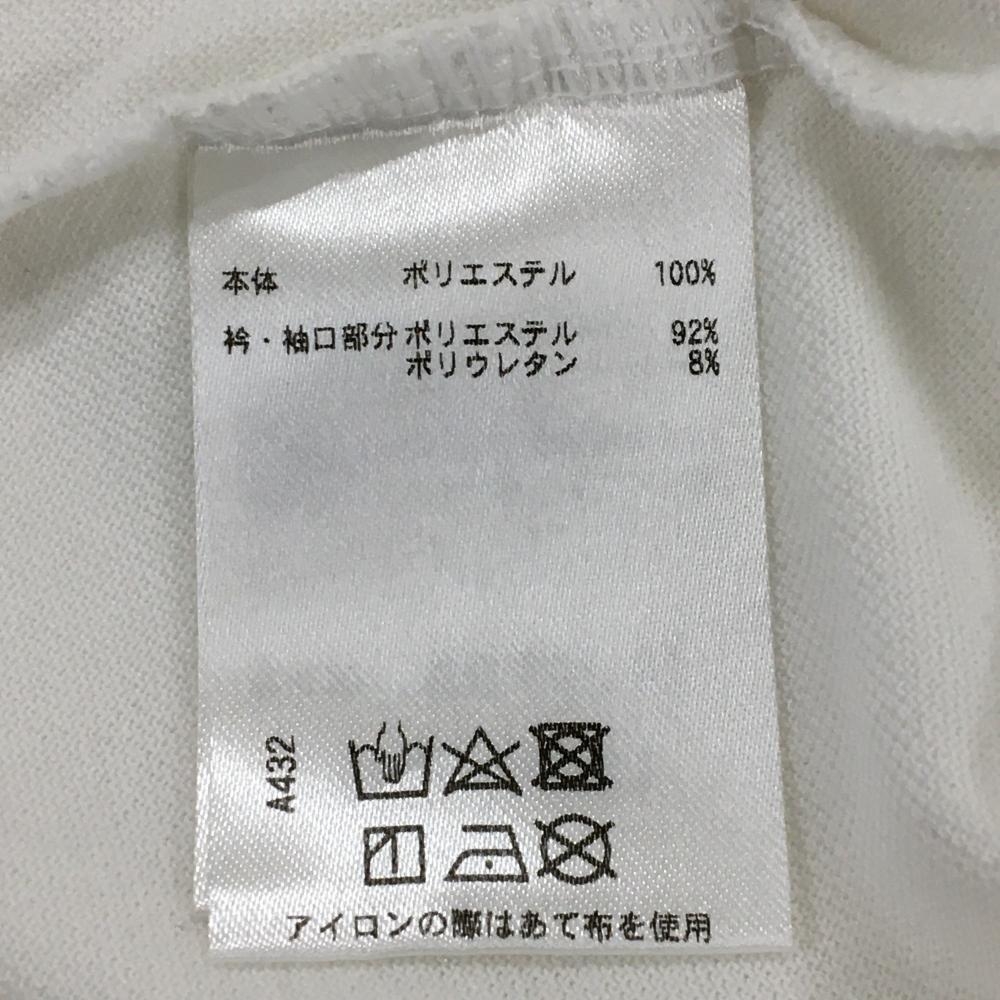 本体 ポリエステル 100%
衿・袖口部分 ポリエステル 92%
ポリウレタン 8%
A432
アイロンの際はあて布を使用